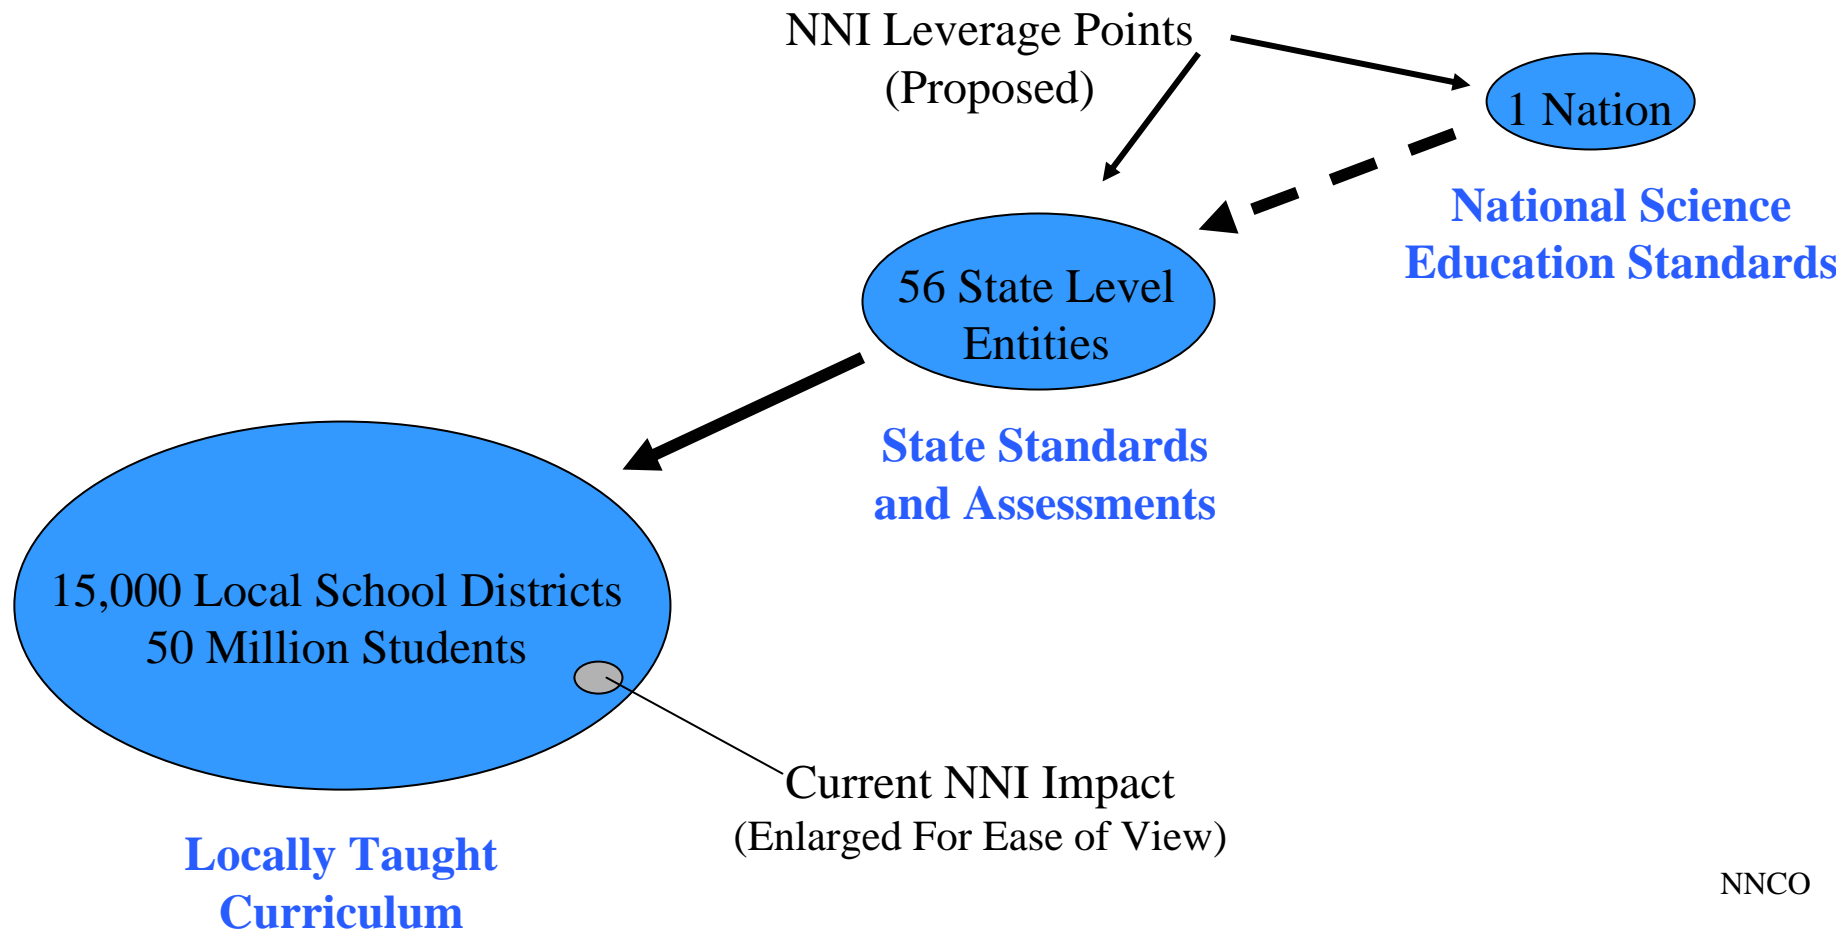 NNI Leverage Points
(Proposed)
1 Nation
National Science
Education Standards
56 State Level
Entities
State Standards
and Assessments
15,000 Local School Districts
50 Million Students
Current NNI Impact
(Enlarged For Ease of View)
Locally Taught
Curriculum
NNCO